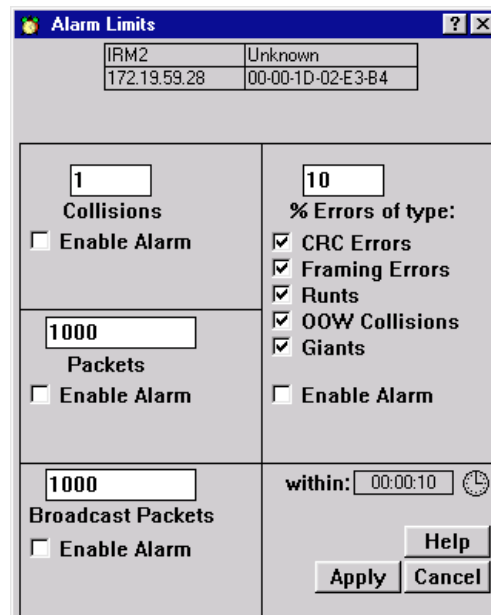 Alarm Limits
? ×
IRM2 Unknown
172.19.59.28 00-00-1D-02-E3-B4
1
Collisions
Enable Alarm
1000
Packets
Enable Alarm
1000
Broadcast Packets
Enable Alarm
10
% Errors of type:
CRC Errors
Framing Errors
Runts
OOW Collisions
Giants
Enable Alarm
within: 00:00:10
Help
Apply Cancel